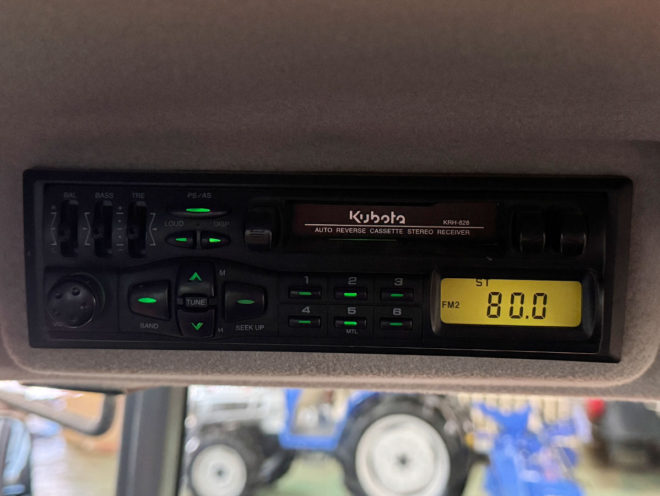 BAL BASS TRE PS/AS
LOUD DISP
Kubota
KRH-828
AUTO REVERSE CASSETTE STEREO RECEIVER
M
TUNE
H
BAND
SEEK UP
1 2 3
4 5 6
MTL
ST
FM2 80.0